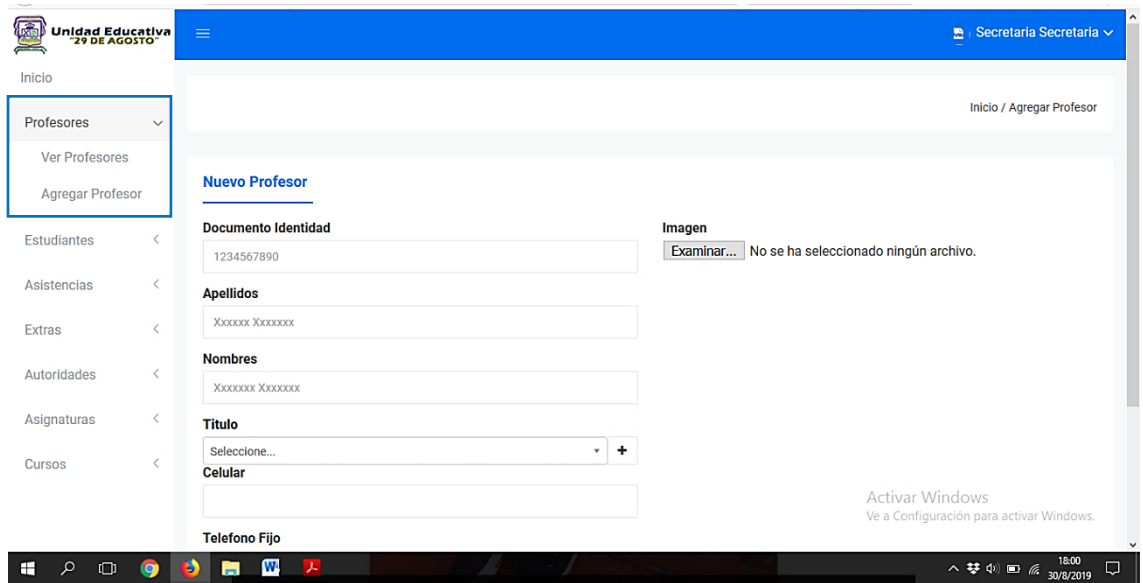 Unidad Educativa
"29 DE AGOSTO"
Secretaria Secretaria
Inicio
Profesores
Ver Profesores
Agregar Profesor
Estudiantes
Asistencias
Extras
Autoridades
Asignaturas
Cursos
Inicio / Agregar Profesor
Nuevo Profesor
Documento Identidad
1234567890
Apellidos
Xxxxxx Xxxxxxx
Nombres
Xxxxxxx Xxxxxxx
Titulo
Seleccione...
+
Celular
Telefono Fijo
Imagen
Examinar... No se ha seleccionado ningún archivo.
Activar Windows
Ve a Configuración para activar Windows.
18:00
30/8/2019